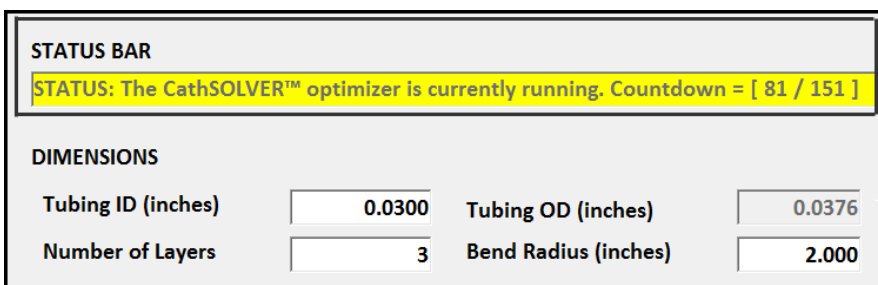 STATUS BAR
STATUS: The CathSOLVER™ optimizer is currently running. Countdown = [ 81 / 151 ]
DIMENSIONS
Tubing ID (inches) 0.0300 Tubing OD (inches) 0.0376
Number of Layers 3 Bend Radius (inches) 2.000